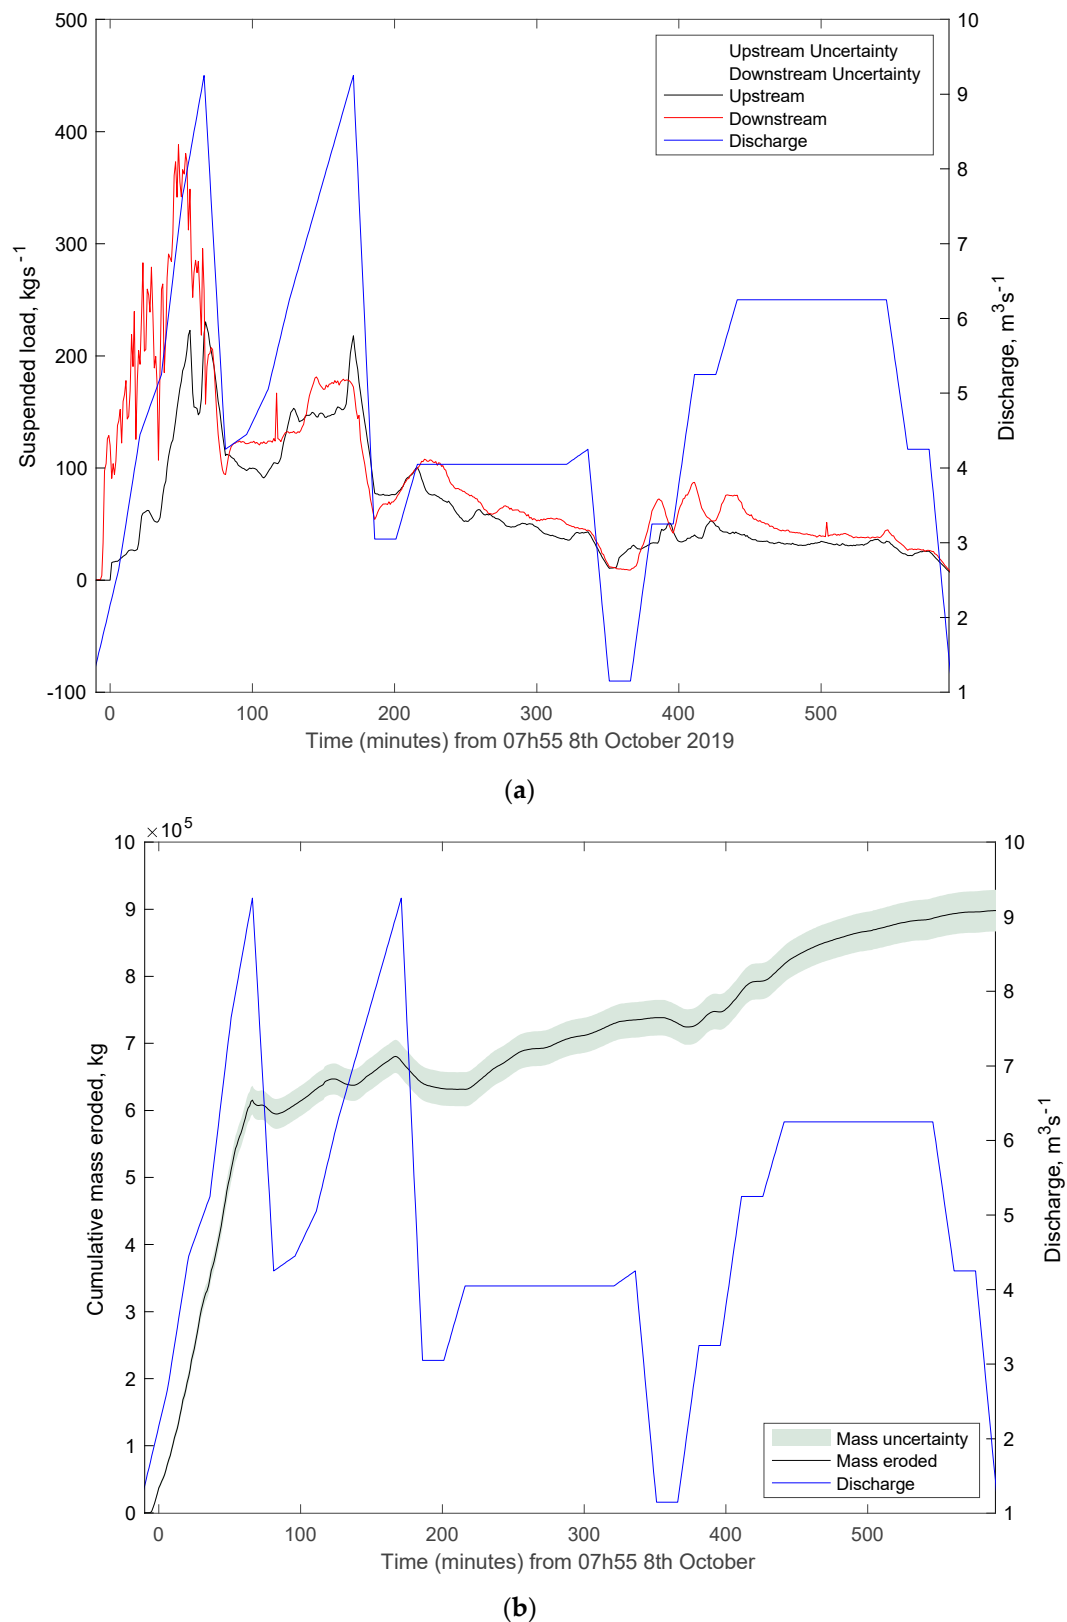 500
400
300
200
100
0
-100
Suspended load, kgs-1
10
9
8
7
6
5
4
3
2
1
Discharge, m3s-1
Upstream Uncertainty
Downstream Uncertainty
Upstream
Downstream
Discharge
0 100 200 300 400 500
Time (minutes) from 07h55 8th October 2019
(a)
×10^5
10
9
8
7
6
5
4
3
2
1
0
Cumulative mass eroded, kg
10
9
8
7
6
5
4
3
2
1
Discharge, m3s-1
Mass uncertainty
Mass eroded
Discharge
0 100 200 300 400 500
Time (minutes) from 07h55 8th October
(b)